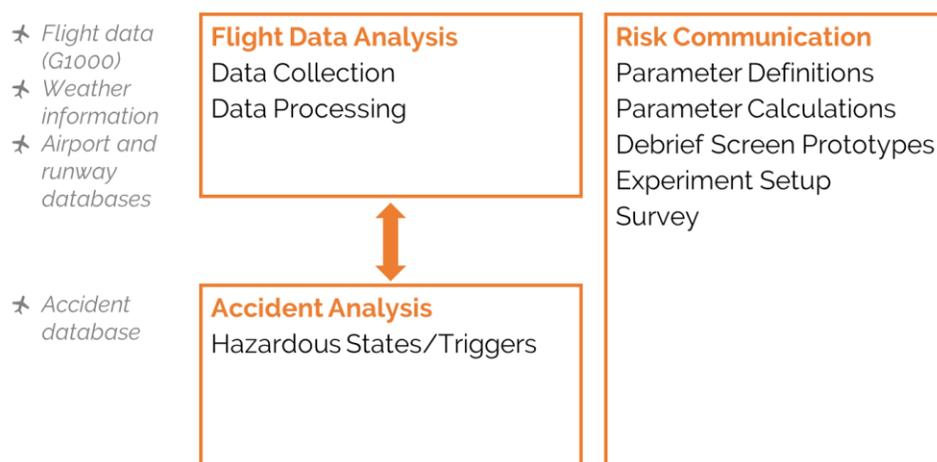 Flight data
(G1000)
Weather
information
Airport and
runway
databases
Flight Data Analysis
Data Collection
Data Processing
Accident
database
Accident Analysis
Hazardous States/Triggers
Risk Communication
Parameter Definitions
Parameter Calculations
Debrief Screen Prototypes
Experiment Setup
Survey